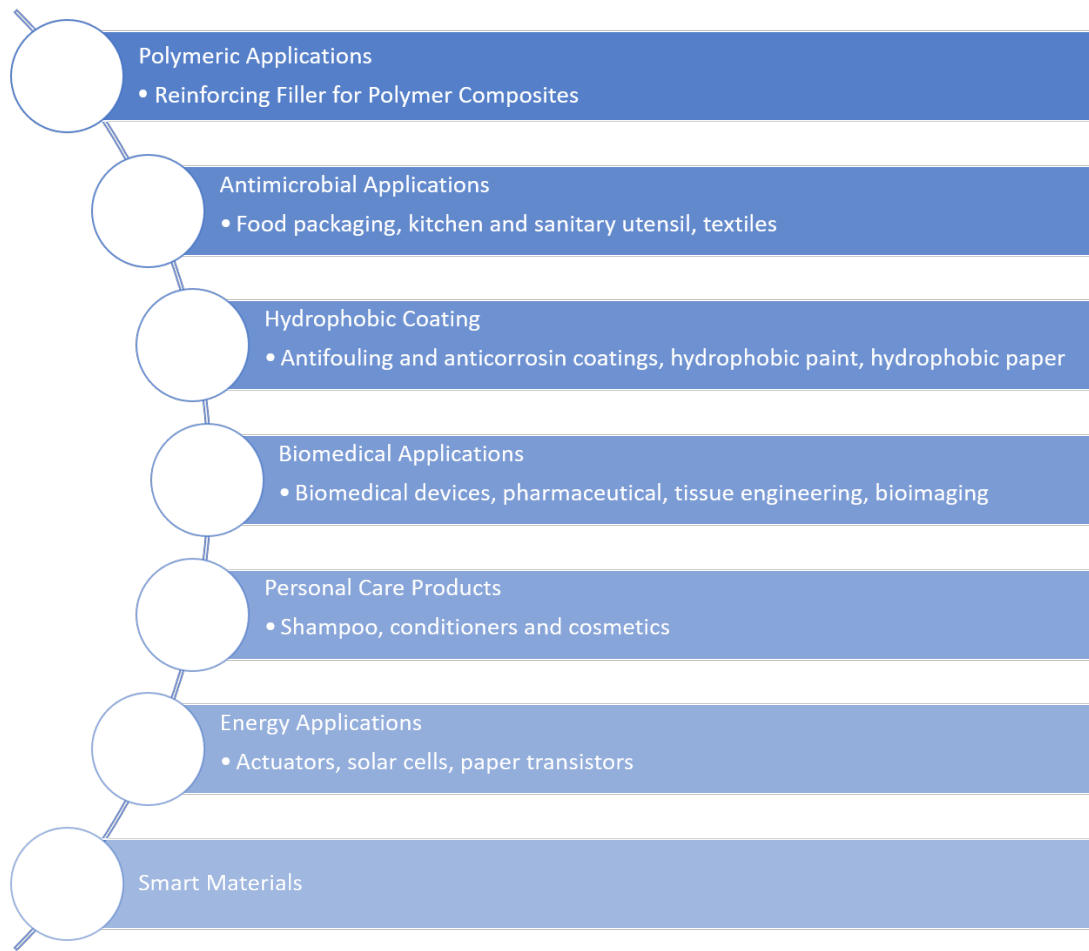 Polymeric Applications
• Reinforcing Filler for Polymer Composites
Antimicrobial Applications
• Food packaging, kitchen and sanitary utensil, textiles
Hydrophobic Coating
• Antifouling and anticorrosin coatings, hydrophobic paint, hydrophobic paper
Biomedical Applications
• Biomedical devices, pharmaceutical, tissue engineering, bioimaging
Personal Care Products
• Shampoo, conditioners and cosmetics
Energy Applications
• Actuators, solar cells, paper transistors
Smart Materials